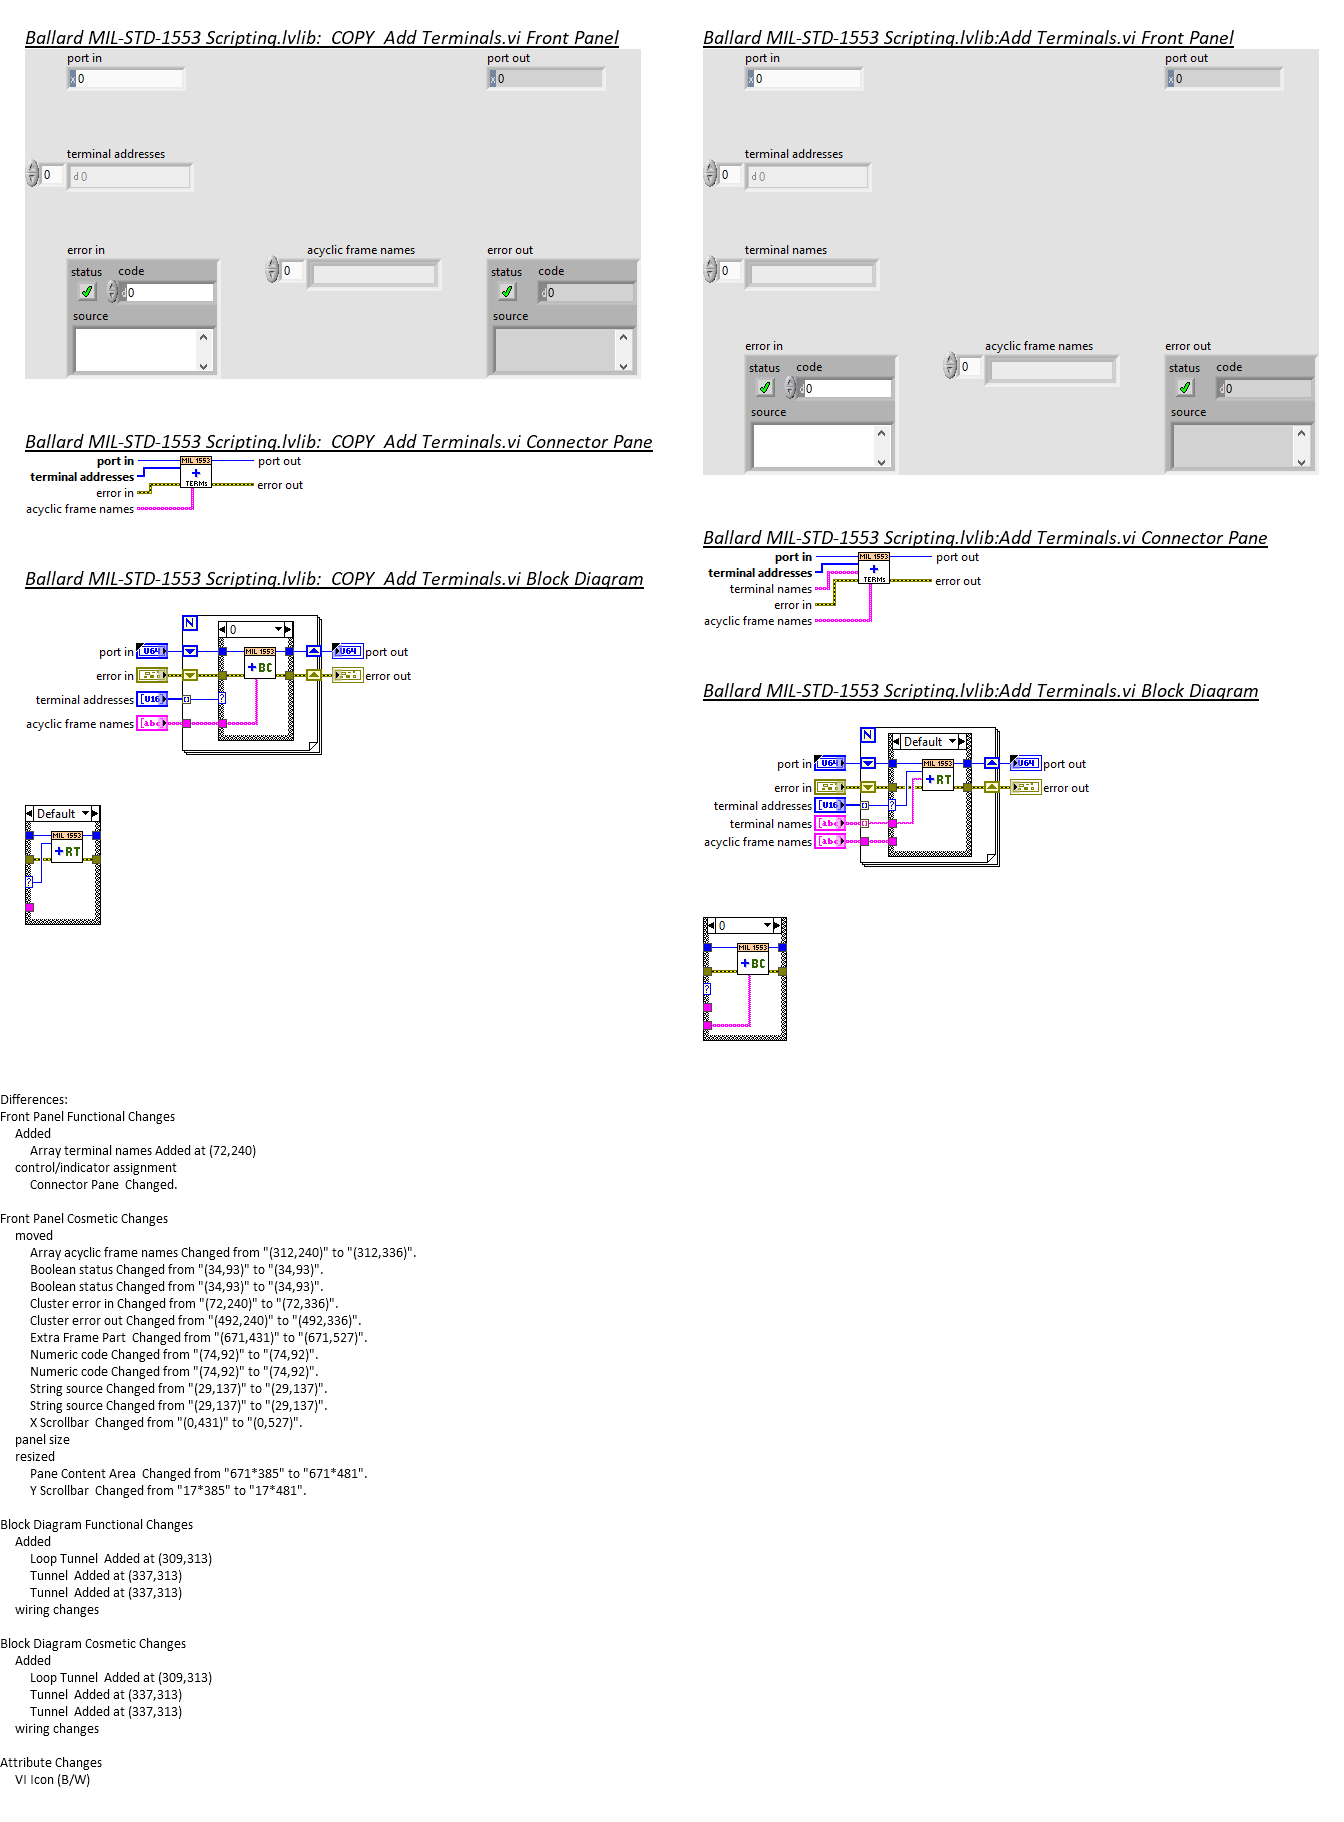 Ballard MIL-STD-1553 Scripting.lvlib:_COPY_Add Terminals.vi Front Panel
port in
x 0
port out
x 0
terminal addresses
0
d 0
error in
status
code
d 0
source
acyclic frame names
0
error out
status
code
d 0
source
Ballard MIL-STD-1553 Scripting.lvlib:_COPY_Add Terminals.vi Connector Pane
port in
terminal addresses
error in
acyclic frame names
MIL 1553
+
TERMs
port out
error out
Ballard MIL-STD-1553 Scripting.lvlib:_COPY_Add Terminals.vi Block Diagram
N
0
port in
U64
MIL 1553
+BC
U64
port out
error in
error out
terminal addresses
[U16]
?
acyclic frame names
[abc]
Default
MIL 1553
+RT
?
Ballard MIL-STD-1553 Scripting.lvlib:Add Terminals.vi Front Panel
port in
x 0
port out
x 0
terminal addresses
0
d 0
terminal names
0
error in
status
code
d 0
source
acyclic frame names
0
error out
status
code
d 0
source
Ballard MIL-STD-1553 Scripting.lvlib:Add Terminals.vi Connector Pane
port in
terminal addresses
terminal names
error in
acyclic frame names
MIL 1553
+
TERMs
port out
error out
Ballard MIL-STD-1553 Scripting.lvlib:Add Terminals.vi Block Diagram
N
Default
port in
U64
MIL 1553
+RT
U64
port out
error in
error out
terminal addresses
[U16]
?
terminal names
[abc]
acyclic frame names
[abc]
0
MIL 1553
+BC
?
Differences:
Front Panel Functional Changes
Added
Array terminal names Added at (72,240)
control/indicator assignment
Connector Pane  Changed.
Front Panel Cosmetic Changes
moved
Array acyclic frame names Changed from "(312,240)" to "(312,336)".
Boolean status Changed from "(34,93)" to "(34,93)".
Boolean status Changed from "(34,93)" to "(34,93)".
Cluster error in Changed from "(72,240)" to "(72,336)".
Cluster error out Changed from "(492,240)" to "(492,336)".
Extra Frame Part  Changed from "(671,431)" to "(671,527)".
Numeric code Changed from "(74,92)" to "(74,92)".
Numeric code Changed from "(74,92)" to "(74,92)".
String source Changed from "(29,137)" to "(29,137)".
String source Changed from "(29,137)" to "(29,137)".
X Scrollbar  Changed from "(0,431)" to "(0,527)".
panel size
resized
Pane Content Area  Changed from "671*385" to "671*481".
Y Scrollbar  Changed from "17*385" to "17*481".
Block Diagram Functional Changes
Added
Loop Tunnel  Added at (309,313)
Tunnel  Added at (337,313)
Tunnel  Added at (337,313)
wiring changes
Block Diagram Cosmetic Changes
Added
Loop Tunnel  Added at (309,313)
Tunnel  Added at (337,313)
Tunnel  Added at (337,313)
wiring changes
Attribute Changes
VI Icon (B/W)